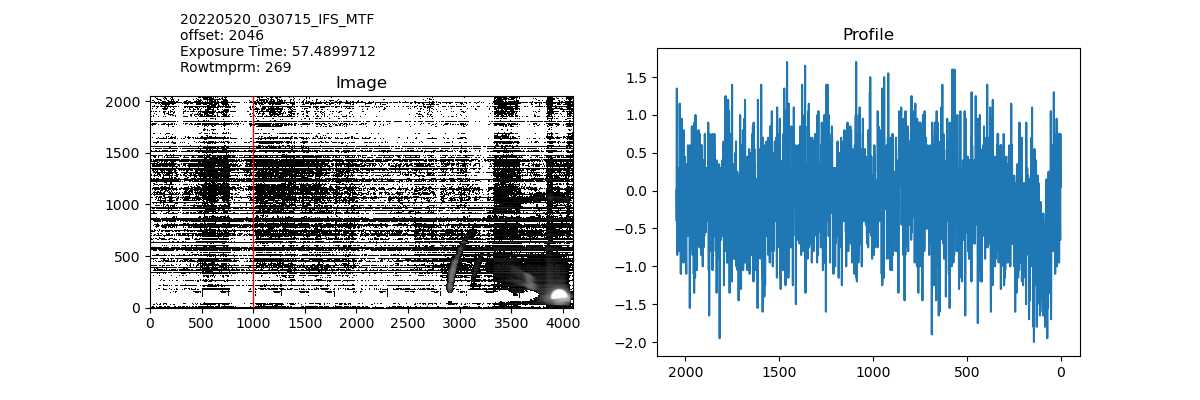 20220520_030715_IFS_MTF
offset: 2046
Exposure Time: 57.4899712
Rowtmprm: 269
Image
2000
1500
1000
500
0
0 500 1000 1500 2000 2500 3000 3500 4000
Profile
1.5
1.0
0.5
0.0
−0.5
−1.0
−1.5
−2.0
2000 1500 1000 500 0